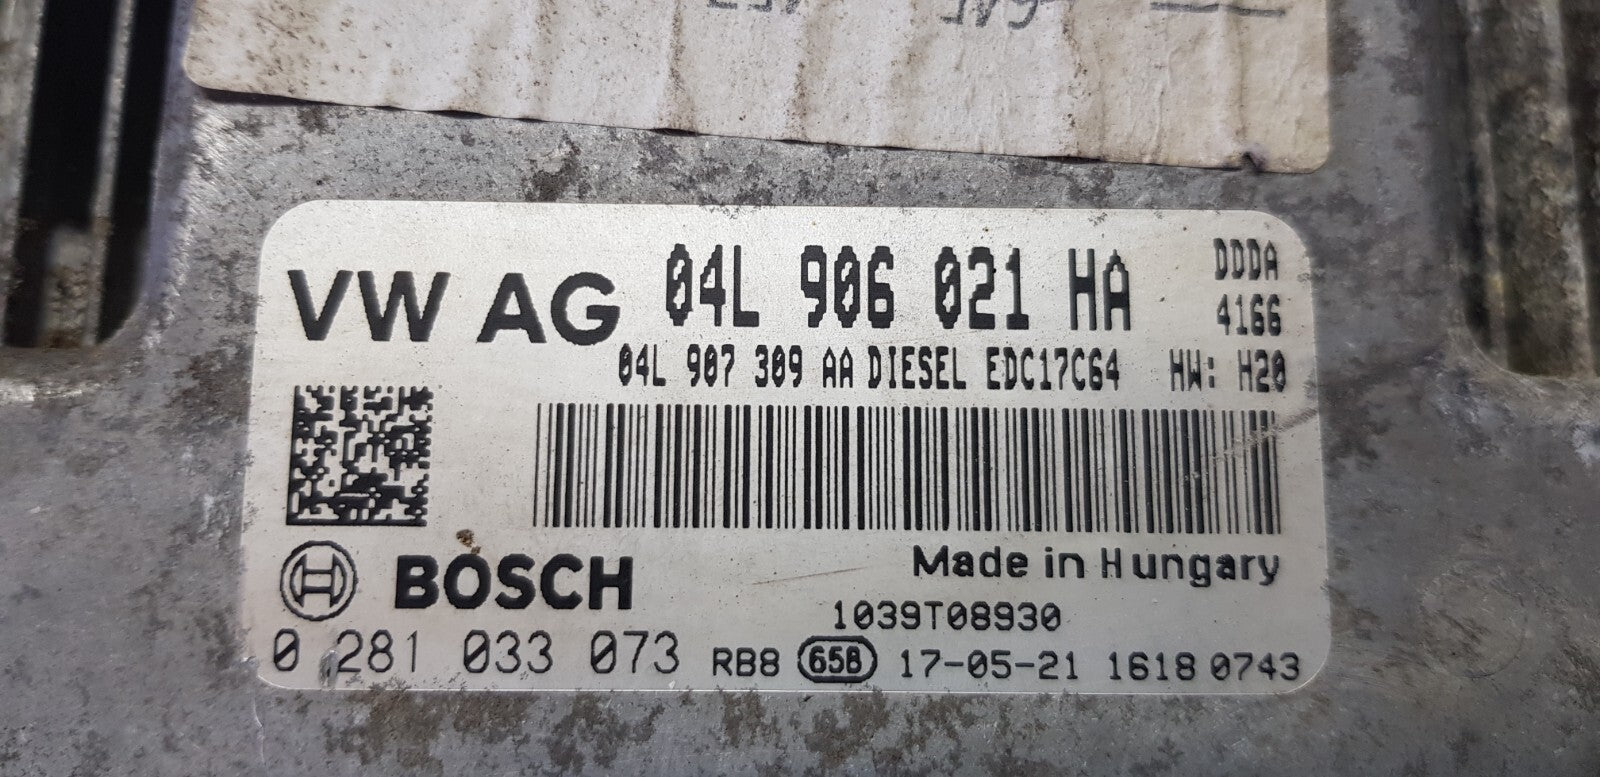 VW AG 04L 906 021 HA DDDA
4166
04L 907 309 AA DIESEL EDC17C64 HW: H20
BOSCH Made in Hungary
1039T08930
0 281 033 073 RB8 65B 17-05-21 1618 0743